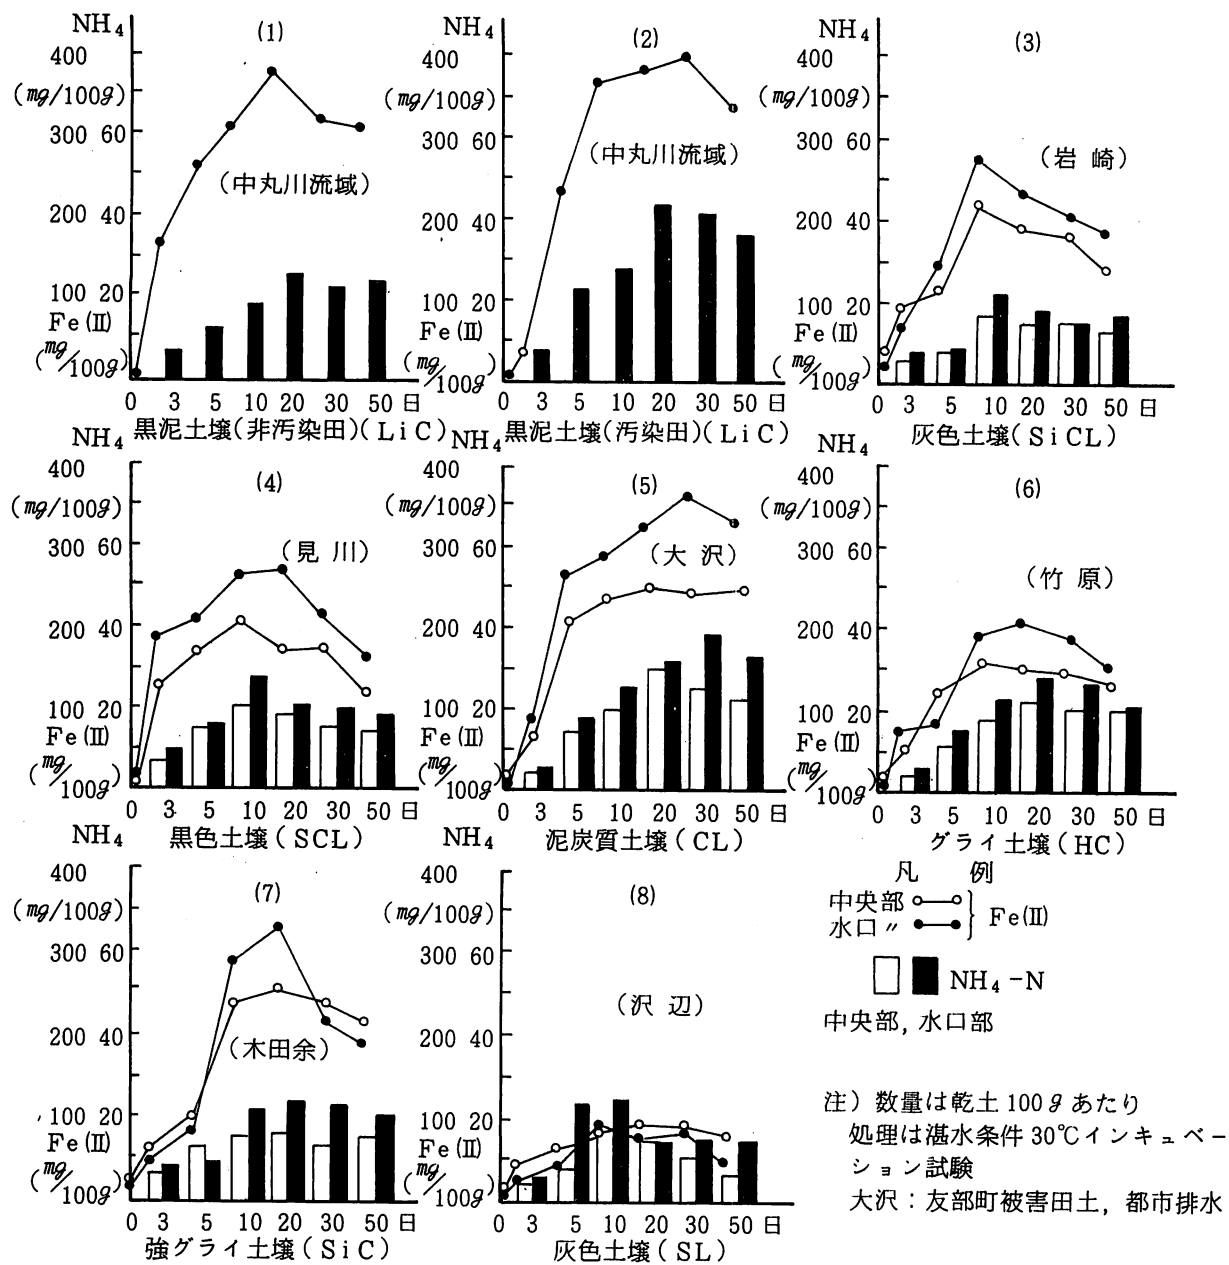 NH₄
400
(mg/100g)
300 60
200 40
100 20
Fe(Ⅱ)
(mg/100g)
(1)
(中丸川流域)
0 3 5 10 20 30 50 日
黒泥土壌(非汚染田)(LiC)
NH₄
400
(mg/100g)
300 60
200 40
100 20
Fe(Ⅱ)
(mg/100g)
(2)
(中丸川流域)
0 3 5 10 20 30 50 日
黒泥土壌(汚染田)(LiC)
NH₄
400
(mg/100g)
300 60
200 40
100 20
Fe(Ⅱ)
(mg/100g)
(3)
(岩 崎)
0 3 5 10 20 30 50 日
灰色土壌(SiCL)
NH₄
400
(mg/100g)
300 60
200 40
100 20
Fe(Ⅱ)
(mg/100g)
(4)
(見 川)
0 3 5 10 20 30 50 日
黒色土壌(SCL)
NH₄
400
(mg/100g)
300 60
200 40
100 20
Fe(Ⅱ)
(mg/100g)
(5)
(大 沢)
0 3 5 10 20 30 50 日
泥炭質土壌(CL)
NH₄
400
(mg/100g)
300 60
200 40
100 20
Fe(Ⅱ)
(mg/100g)
(6)
(竹 原)
0 3 5 10 20 30 50 日
グライ土壌(HC)
NH₄
400
(mg/100g)
300 60
200 40
100 20
Fe(Ⅱ)
(mg/100g)
(7)
(木田余)
0 3 5 10 20 30 50 日
強グライ土壌(SiC)
NH₄
400
(mg/100g)
300 60
200 40
100 20
Fe(Ⅱ)
(mg/100g)
(8)
(沢 辺)
0 3 5 10 20 30 50 日
灰色土壌(SL)
凡 例
中央部
水口〃
Fe(Ⅱ)
NH₄-N
中央部, 水口部
注) 数量は乾土100gあたり
処理は湛水条件30℃インキュベー
ション試験
大沢：友部町被害田土, 都市排水